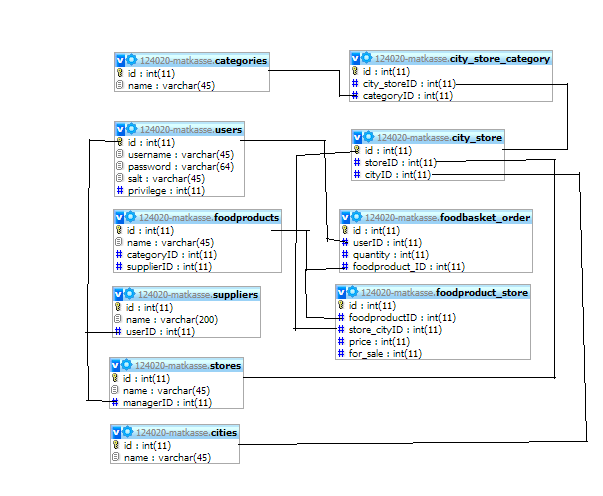 124020-matkasse.categories
id : int(11)
name : varchar(45)
124020-matkasse.city_store_category
id : int(11)
city_storeID : int(11)
categoryID : int(11)
124020-matkasse.users
id : int(11)
username : varchar(45)
password : varchar(64)
salt : varchar(45)
privilege : int(11)
124020-matkasse.city_store
id : int(11)
storeID : int(11)
cityID : int(11)
124020-matkasse.foodproducts
id : int(11)
name : varchar(45)
categoryID : int(11)
supplierID : int(11)
124020-matkasse.foodbasket_order
id : int(11)
userID : int(11)
quantity : int(11)
foodproduct_ID : int(11)
124020-matkasse.suppliers
id : int(11)
name : varchar(200)
userID : int(11)
124020-matkasse.foodproduct_store
id : int(11)
foodproductID : int(11)
store_cityID : int(11)
price : int(11)
for_sale : int(11)
124020-matkasse.stores
id : int(11)
name : varchar(45)
managerID : int(11)
124020-matkasse.cities
id : int(11)
name : varchar(45)